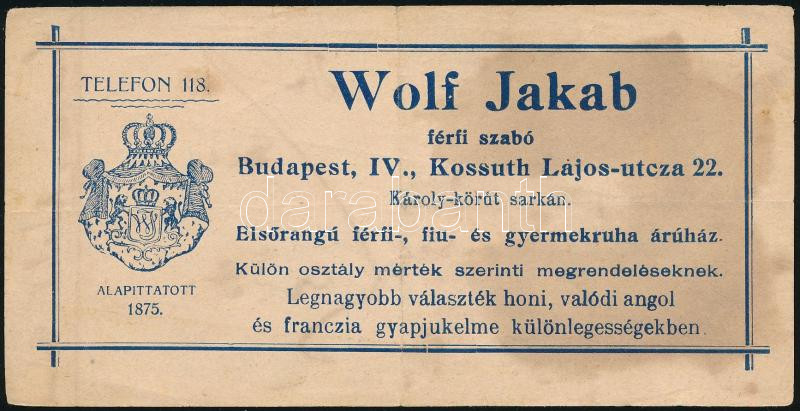 TELEFON 118.
ALAPITTATOTT
1875.
Wolf Jakab
férfi szabó
Budapest, IV., Kossuth Lajos-utcza 22.
Károly-körút sarkán.
Elsőrangú férfi-, fiu- és gyermekruha árúház.
Külön osztály mérték szerinti megrendeléseknek.
Legnagyobb választék honi, valódi angol
és franczia gyapjukelme különlegességekben.
darabanth